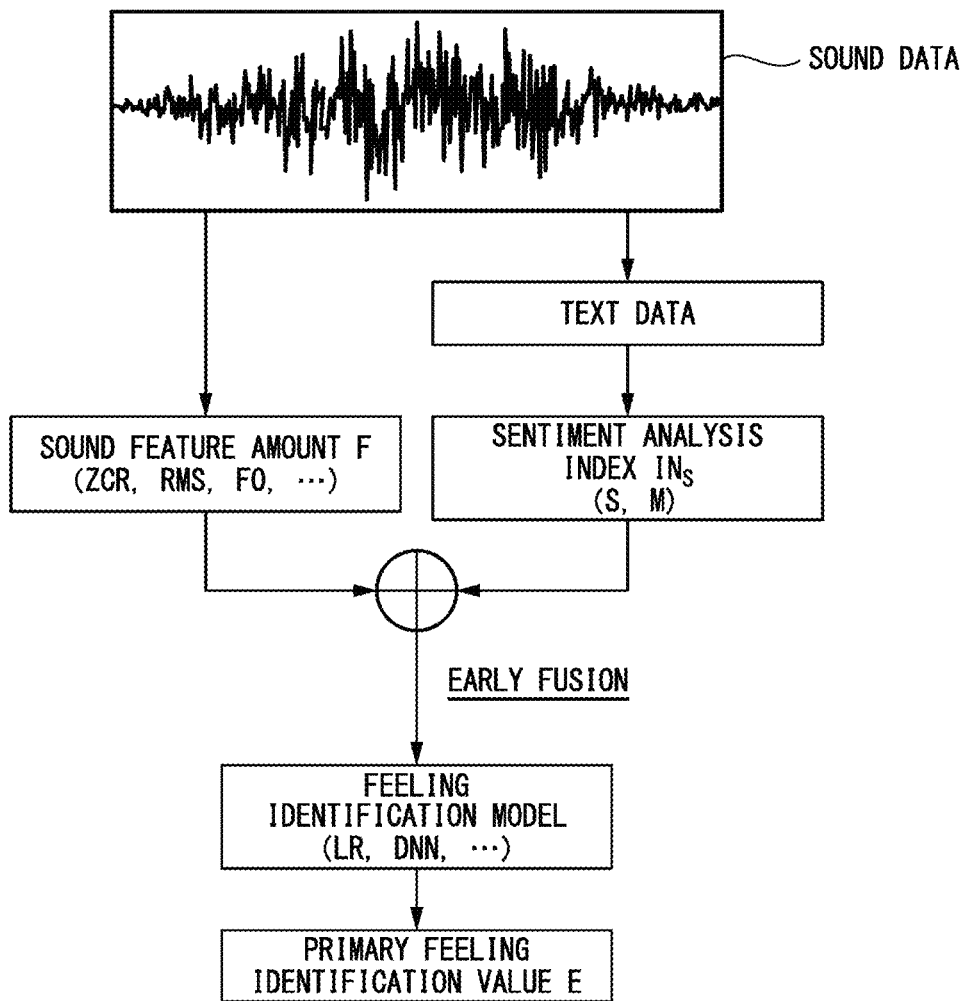 SOUND DATA
TEXT DATA
SOUND FEATURE AMOUNT F
(ZCR, RMS, F0, ⋯)
SENTIMENT ANALYSIS
INDEX INS
(S, M)
EARLY FUSION
FEELING
IDENTIFICATION MODEL
(LR, DNN, ⋯)
PRIMARY FEELING
IDENTIFICATION VALUE E